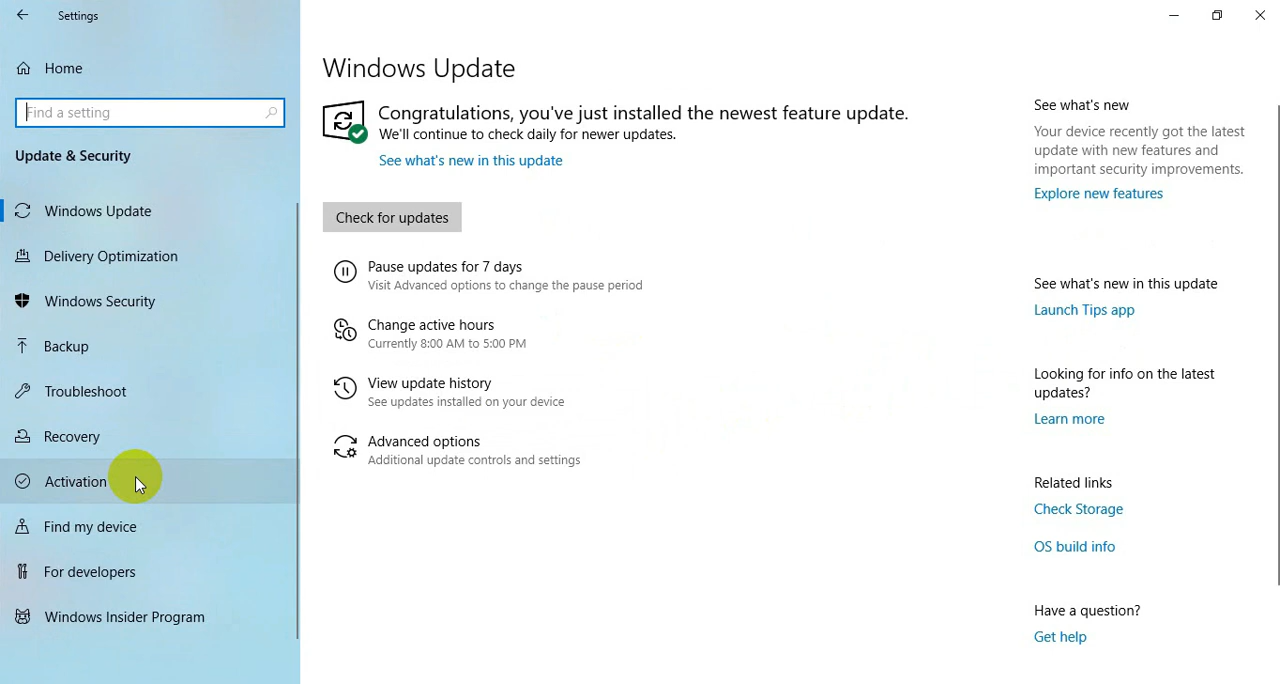 Settings
Home
Find a setting
Update & Security
Windows Update
Delivery Optimization
Windows Security
Backup
Troubleshoot
Recovery
Activation
Find my device
For developers
Windows Insider Program
Windows Update
Congratulations, you've just installed the newest feature update.
We'll continue to check daily for newer updates.
See what's new in this update
Check for updates
Pause updates for 7 days
Visit Advanced options to change the pause period
Change active hours
Currently 8:00 AM to 5:00 PM
View update history
See updates installed on your device
Advanced options
Additional update controls and settings
See what's new
Your device recently got the latest
update with new features and
important security improvements.
Explore new features
See what's new in this update
Launch Tips app
Looking for info on the latest
updates?
Learn more
Related links
Check Storage
OS build info
Have a question?
Get help